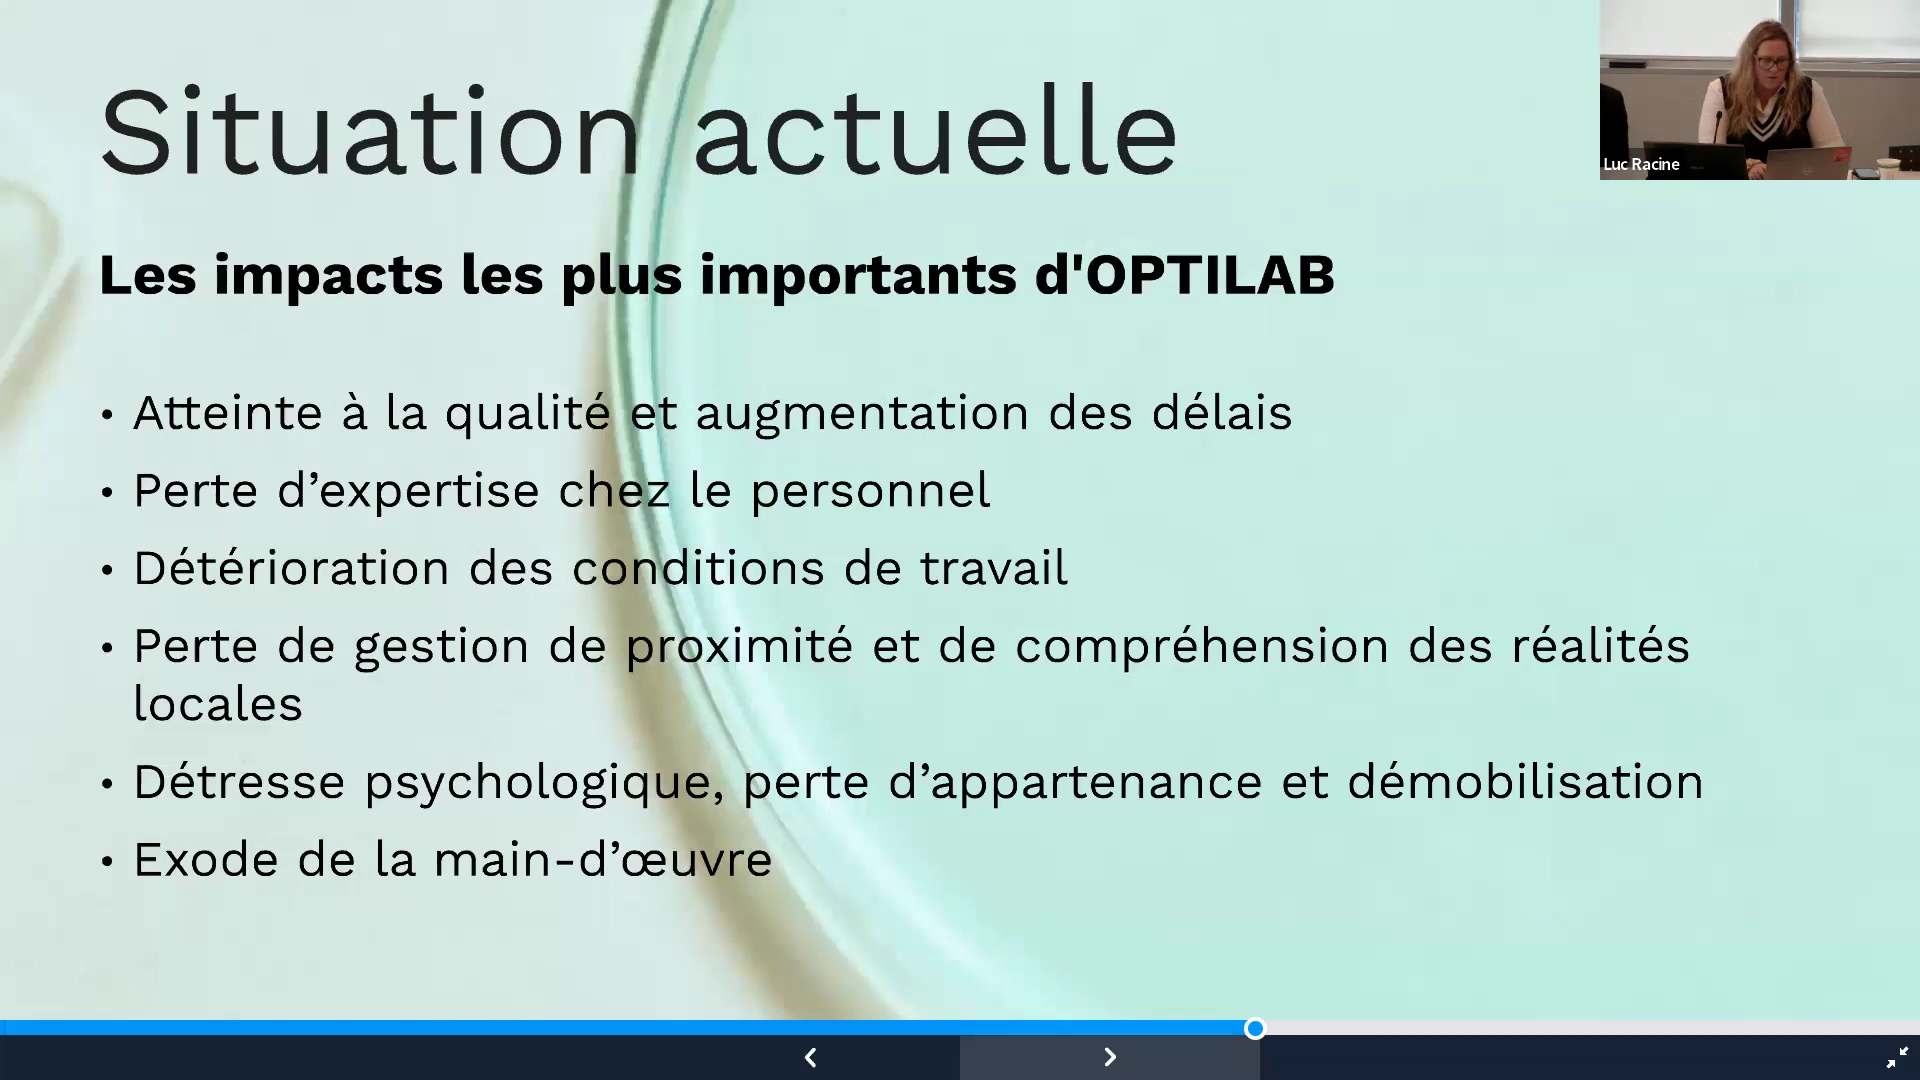 Situation actuelle
Luc Racine
Les impacts les plus importants d'OPTILAB
• Atteinte à la qualité et augmentation des délais
• Perte d’expertise chez le personnel
• Détérioration des conditions de travail
• Perte de gestion de proximité et de compréhension des réalités
locales
• Détresse psychologique, perte d’appartenance et démobilisation
• Exode de la main-d’œuvre